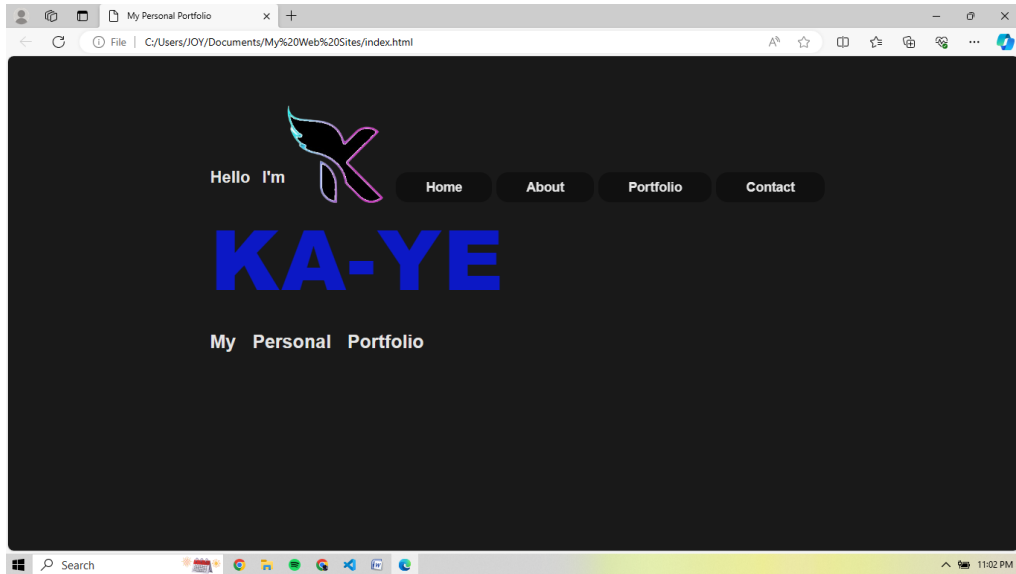 My Personal Portfolio
File
C:/Users/JOY/Documents/My%20Web%20Sites/index.html
Hello I'm
Home About Portfolio Contact
KA-YE
My Personal Portfolio
Search
11:02 PM